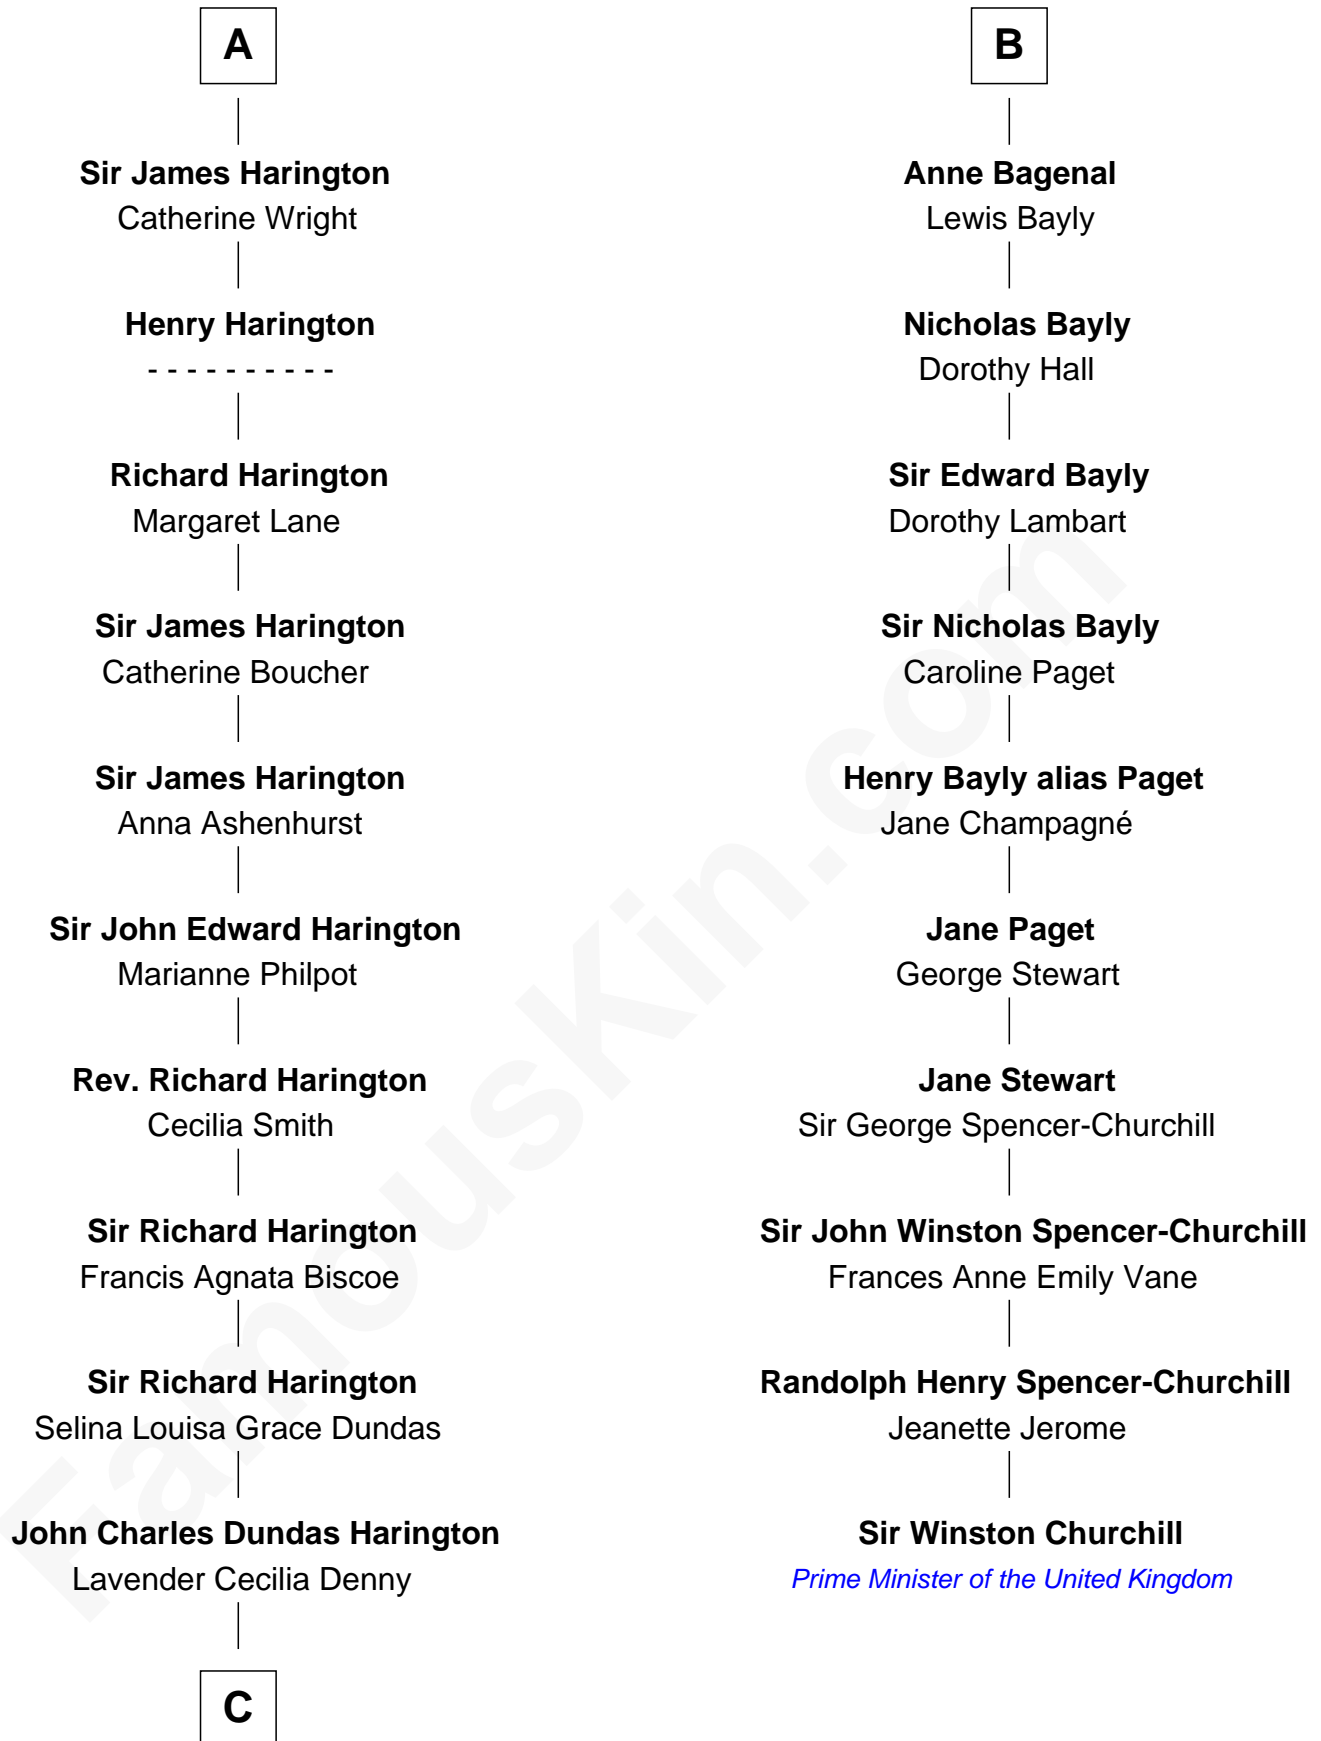 A
Sir James Harington
Catherine Wright
Henry Harington
- - - - - - - - - -
Richard Harington
Margaret Lane
Sir James Harington
Catherine Boucher
Sir James Harington
Anna Ashenhurst
Sir John Edward Harington
Marianne Philpot
Rev. Richard Harington
Cecilia Smith
Sir Richard Harington
Francis Agnata Biscoe
Sir Richard Harington
Selina Louisa Grace Dundas
John Charles Dundas Harington
Lavender Cecilia Denny
C
B
Anne Bagenal
Lewis Bayly
Nicholas Bayly
Dorothy Hall
Sir Edward Bayly
Dorothy Lambart
Sir Nicholas Bayly
Caroline Paget
Henry Bayly alias Paget
Jane Champagné
Jane Paget
George Stewart
Jane Stewart
Sir George Spencer-Churchill
Sir John Winston Spencer-Churchill
Frances Anne Emily Vane
Randolph Henry Spencer-Churchill
Jeanette Jerome
Sir Winston Churchill
Prime Minister of the United Kingdom
FamousKin.com